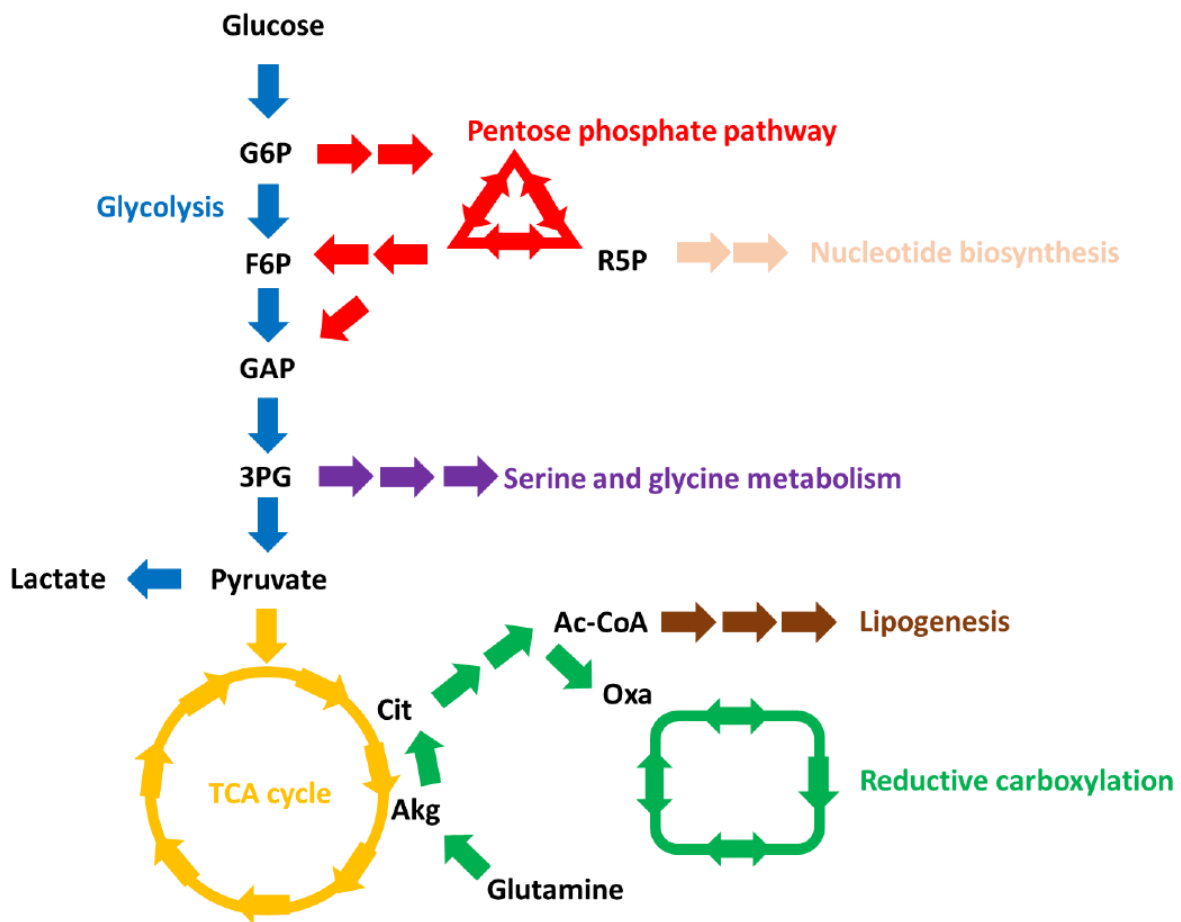 Glucose
Pentose phosphate pathway
G6P
Glycolysis
F6P
R5P
Nucleotide biosynthesis
GAP
3PG
Serine and glycine metabolism
Lactate
Pyruvate
Ac-CoA
Lipogenesis
Oxa
Cit
TCA cycle
Akg
Reductive carboxylation
Glutamine